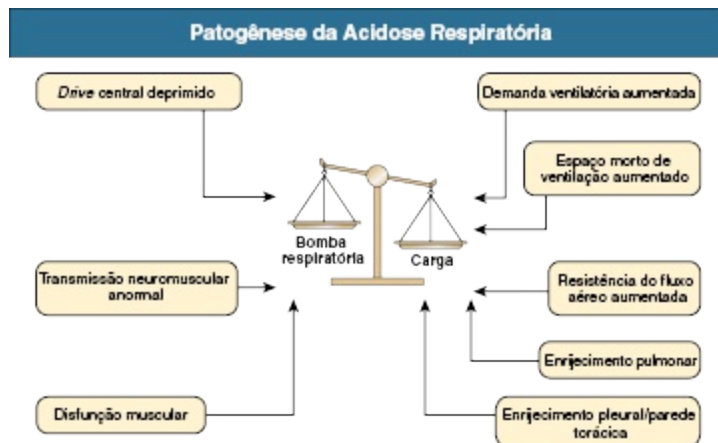 Patogênese da Acidose Respiratória
Drive central deprimido
Demanda ventilatória aumentada
Espaço morto de
ventilação aumentado
Bomba
respiratória
Carga
Transmissão neuromuscular
anormal
Resistência do fluxo
aéreo aumentada
Enrijecimento pulmonar
Disfunção muscular
Enrijecimento pleural/parede
torácica